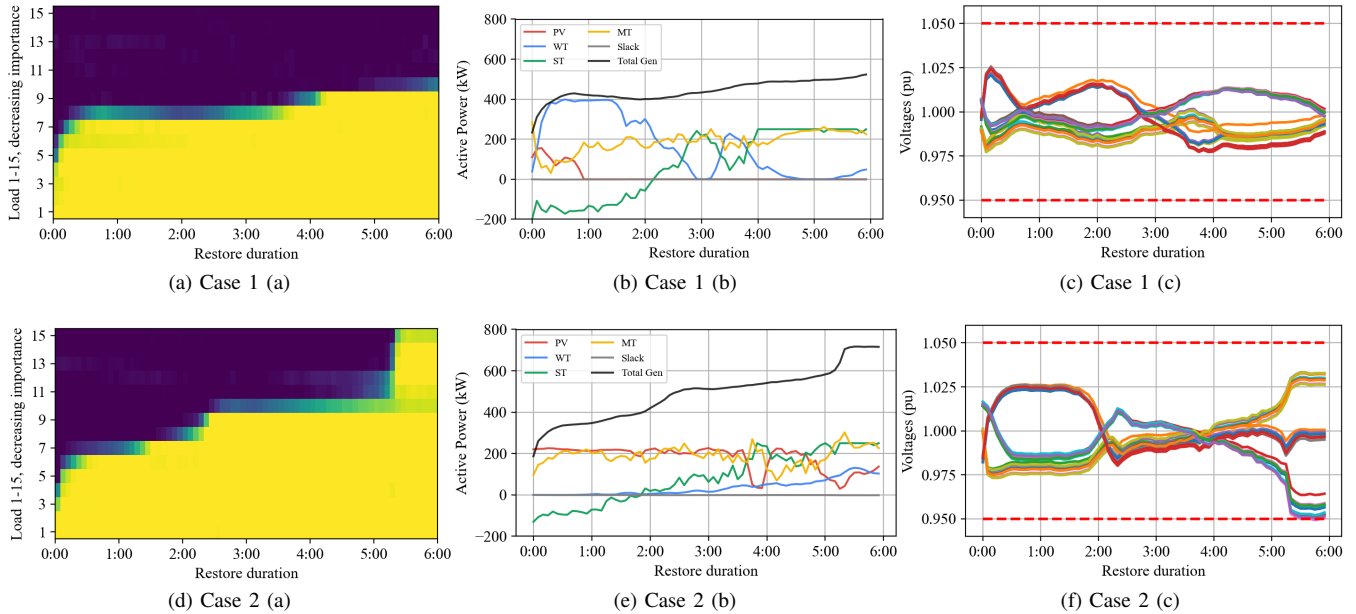 Load 1-15, decreasing importance
15
13
11
9
7
5
3
1
0:00 1:00 2:00 3:00 4:00 5:00 6:00
Restore duration
(a) Case 1 (a)
Active Power (kW)
800
600
400
200
0
−200
PV MT
WT Slack
ST Total Gen
0:00 1:00 2:00 3:00 4:00 5:00 6:00
Restore duration
(b) Case 1 (b)
Voltages (pu)
1.050
1.025
1.000
0.975
0.950
0:00 1:00 2:00 3:00 4:00 5:00 6:00
Restore duration
(c) Case 1 (c)
Load 1-15, decreasing importance
15
13
11
9
7
5
3
1
0:00 1:00 2:00 3:00 4:00 5:00 6:00
Restore duration
(d) Case 2 (a)
Active Power (kW)
800
600
400
200
0
−200
PV MT
WT Slack
ST Total Gen
0:00 1:00 2:00 3:00 4:00 5:00 6:00
Restore duration
(e) Case 2 (b)
Voltages (pu)
1.050
1.025
1.000
0.975
0.950
0:00 1:00 2:00 3:00 4:00 5:00 6:00
Restore duration
(f) Case 2 (c)